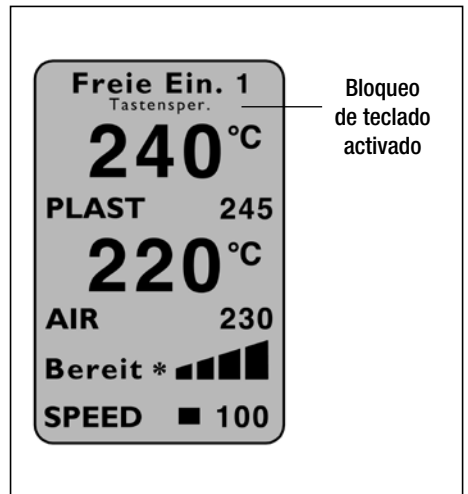 Freie Ein. 1
Tastensper.
240°C
PLAST 245
220°C
AIR 230
Bereit *
SPEED 100
Bloqueo
de teclado
activado